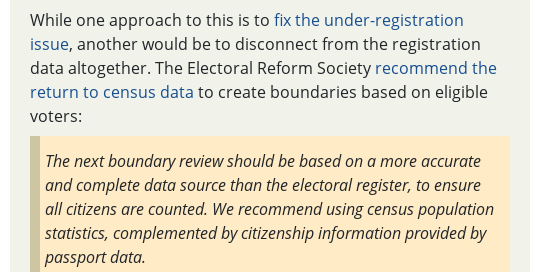 While one approach to this is to fix the under-registration
issue, another would be to disconnect from the registration
data altogether. The Electoral Reform Society recommend the
return to census data to create boundaries based on eligible
voters:
The next boundary review should be based on a more accurate
and complete data source than the electoral register, to ensure
all citizens are counted. We recommend using census population
statistics, complemented by citizenship information provided by
passport data.